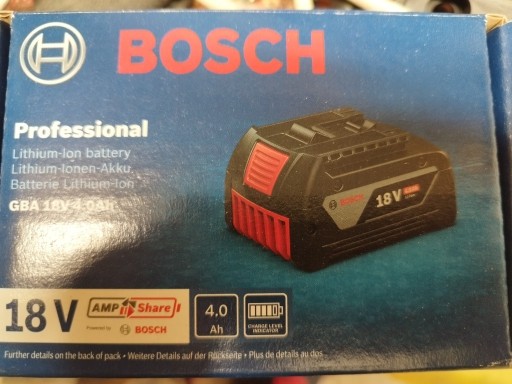 BOSCH
Professional
Lithium-Ion battery
Lithium-Ionen-Akku
Batterie Lithium-Ion
GBA 18V 4.0Ah
BOSCH 18V
18 V
AMP Share
Powered by BOSCH
4.0
Ah
CHARGE LEVEL
INDICATOR
Further details on the back of pack • Weitere Details auf der Rückseite • Plus de détails au dos